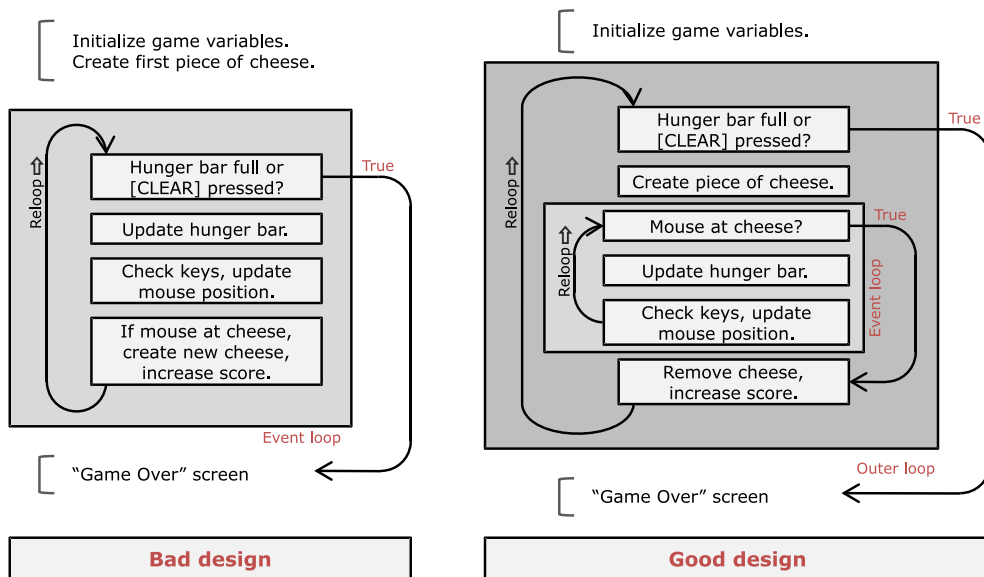 Initialize game variables.
Create first piece of cheese.
Reloop
Hunger bar full or
[CLEAR] pressed?
True
Update hunger bar.
Check keys, update
mouse position.
If mouse at cheese,
create new cheese,
increase score.
Event loop
“Game Over” screen
Bad design
Initialize game variables.
Reloop
Hunger bar full or
[CLEAR] pressed?
True
Create piece of cheese.
Reloop
Mouse at cheese?
True
Update hunger bar.
Event loop
Check keys, update
mouse position.
Remove cheese,
increase score.
Outer loop
“Game Over” screen
Good design